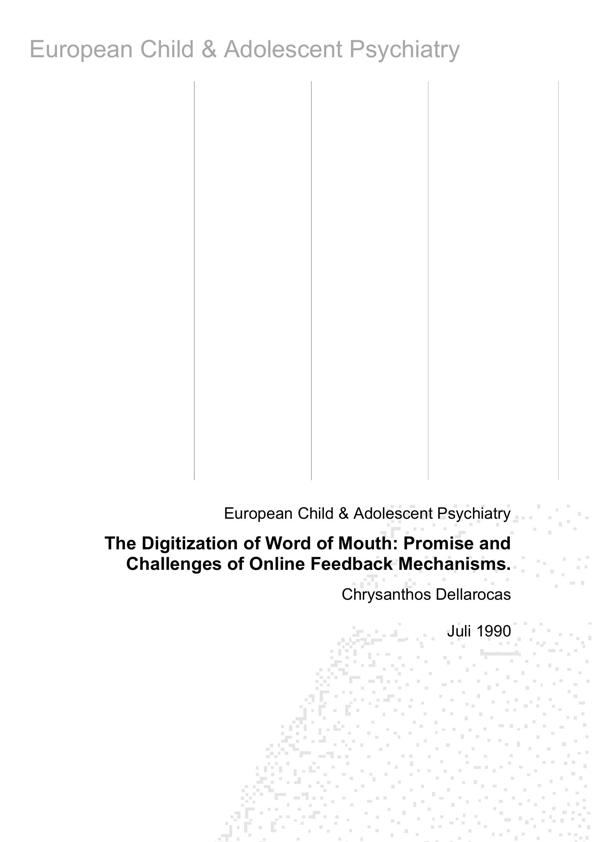 European Child & Adolescent Psychiatry
European Child & Adolescent Psychiatry
The Digitization of Word of Mouth: Promise and
Challenges of Online Feedback Mechanisms.
Chrysanthos Dellarocas
Juli 1990